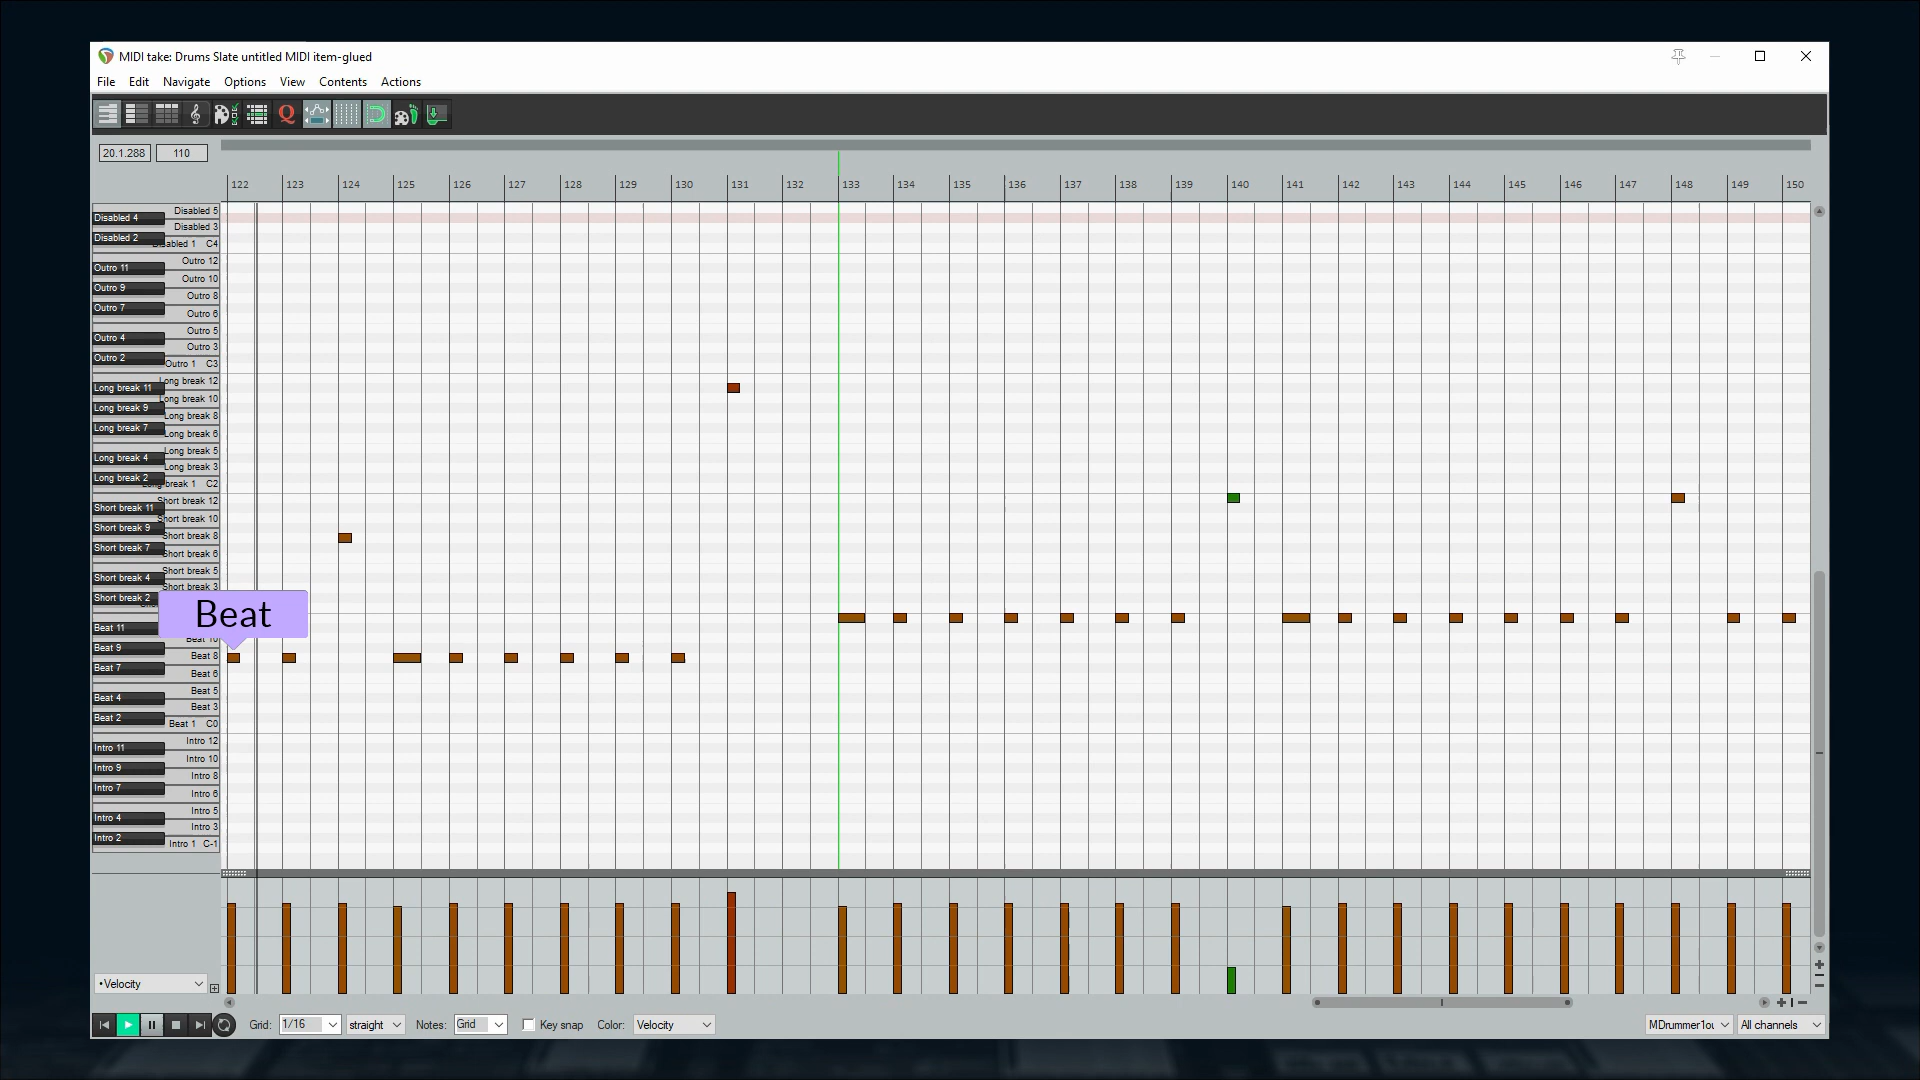 MIDI take: Drums Slate untitled MIDI item-glued
File Edit Navigate Options View Contents Actions
Q
20.1.288 110
122 123 124 125 126 127 128 129 130 131 132 133 134 135 136 137 138 139 140 141 142 143 144 145 146 147 148 149 150
Disabled 5
Disabled 4
Disabled 3
Disabled 2
Disabled 1 C4
Outro 12
Outro 11
Outro 10
Outro 9
Outro 8
Outro 7
Outro 6
Outro 5
Outro 4
Outro 3
Outro 2
Outro 1 C3
Long break 12
Long break 11
Long break 10
Long break 9
Long break 8
Long break 7
Long break 6
Long break 5
Long break 4
Long break 3
Long break 2
Long break 1 C2
Short break 12
Short break 11
Short break 10
Short break 9
Short break 8
Short break 7
Short break 6
Short break 5
Short break 4
Short break 3
Short break 2
Beat
Beat 11
Beat 10
Beat 9
Beat 8
Beat 7
Beat 6
Beat 5
Beat 4
Beat 3
Beat 2
Beat 1 C0
Intro 12
Intro 11
Intro 10
Intro 9
Intro 8
Intro 7
Intro 6
Intro 5
Intro 4
Intro 3
Intro 2
Intro 1 C-1
•Velocity
Grid: 1/16 straight Notes: Grid Key snap Color: Velocity MDrummer1ou All channels